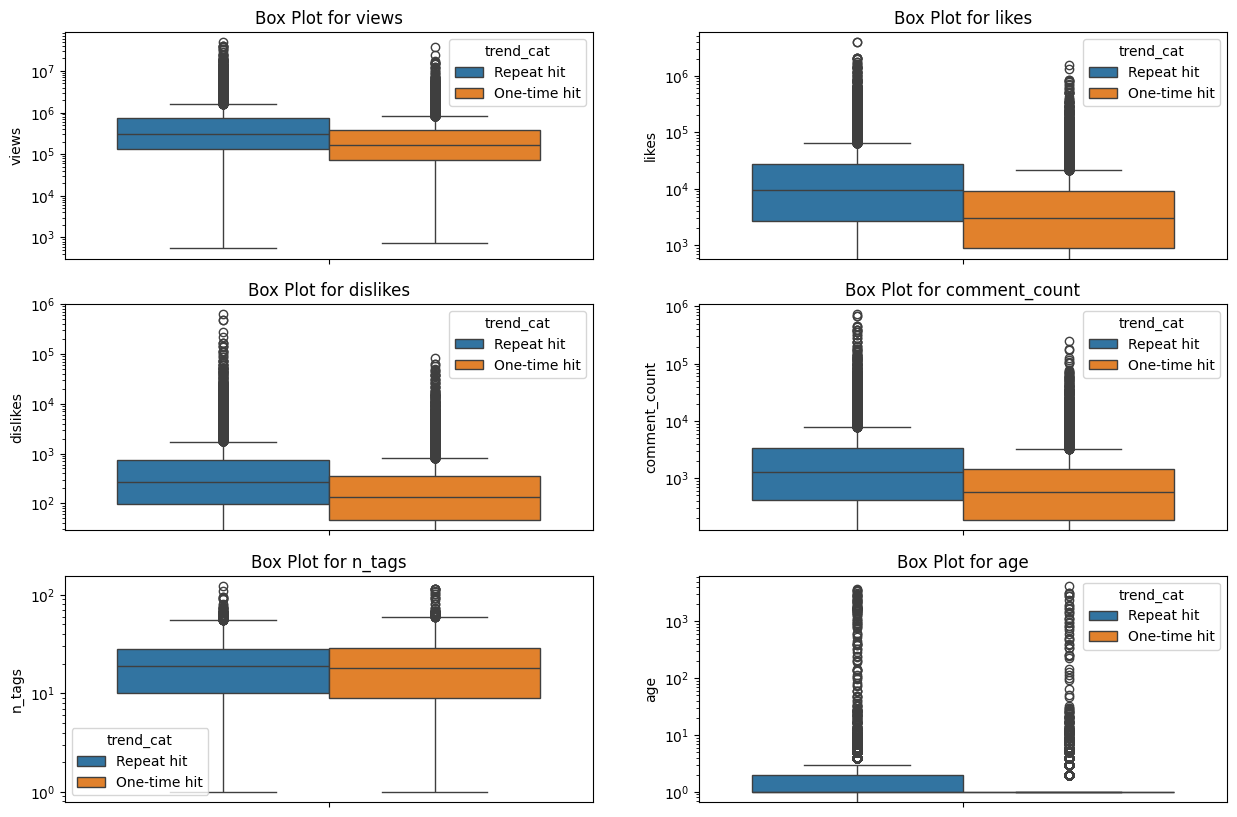 Box Plot for views
views
10^7
10^6
10^5
10^4
10^3
trend_cat
Repeat hit
One-time hit
Box Plot for likes
likes
10^6
10^5
10^4
10^3
trend_cat
Repeat hit
One-time hit
Box Plot for dislikes
dislikes
10^6
10^5
10^4
10^3
10^2
trend_cat
Repeat hit
One-time hit
Box Plot for comment_count
comment_count
10^6
10^5
10^4
10^3
trend_cat
Repeat hit
One-time hit
Box Plot for n_tags
n_tags
10^2
10^1
10^0
trend_cat
Repeat hit
One-time hit
Box Plot for age
age
10^3
10^2
10^1
10^0
trend_cat
Repeat hit
One-time hit